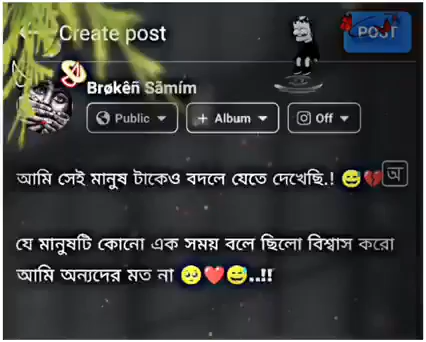 Create post
POST
Brøkêñ Sãmím
Public
+ Album
Off
আমি সেই মানুষ টাকেও বদলে যেতে দেখেছি.! 😅💔
অ
যে মানুষটি কোনো এক সময় বলে ছিলো বিশ্বাস করো
আমি অন্যদের মত না 🥺❤️😅..!!